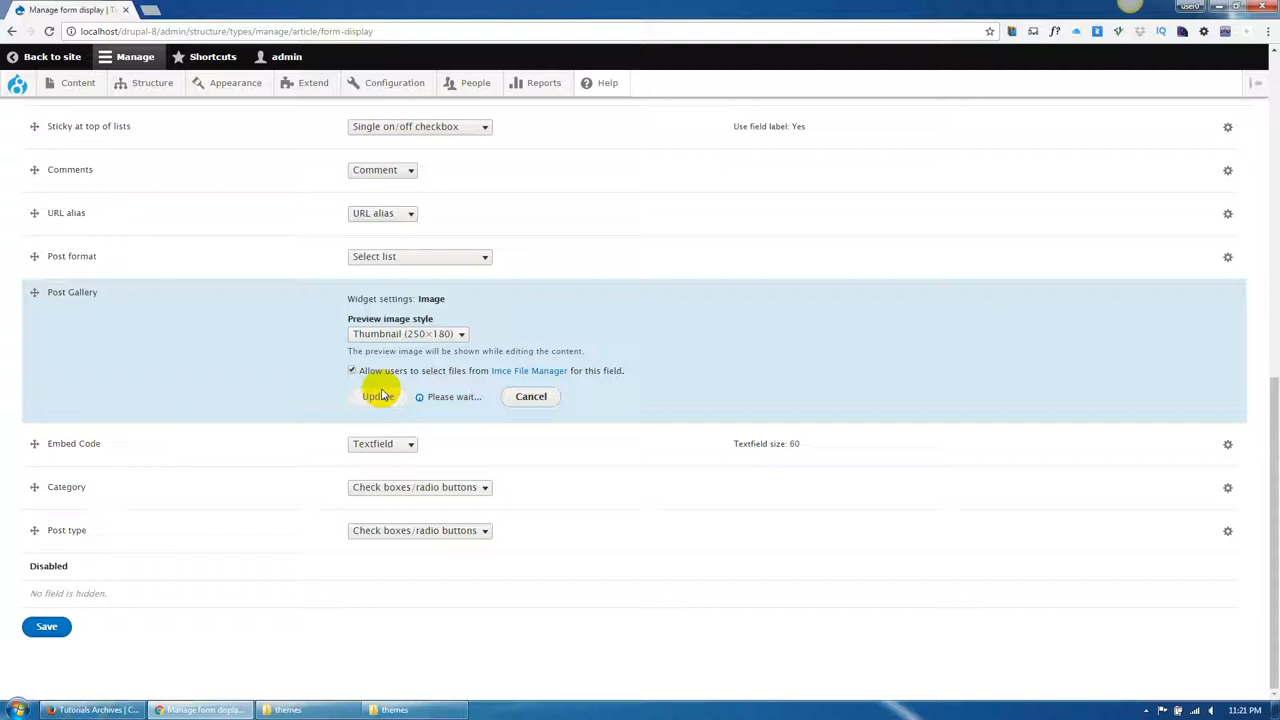 Manage form display | T
user0
localhost/drupal-8/admin/structure/types/manage/article/form-display
Back to site
Manage
Shortcuts
admin
Content
Structure
Appearance
Extend
Configuration
People
Reports
Help
Sticky at top of lists
Single on/off checkbox
Use field label: Yes
Comments
Comment
URL alias
URL alias
Post format
Select list
Post Gallery
Widget settings: Image
Preview image style
Thumbnail (250×180)
The preview image will be shown while editing the content.
Allow users to select files from Imce File Manager for this field.
Update
Please wait...
Cancel
Embed Code
Textfield
Textfield size: 60
Category
Check boxes/radio buttons
Post type
Check boxes/radio buttons
Disabled
No field is hidden.
Save
Tutorials Archives | C...
Manage form displa...
themes
themes
11:21 PM